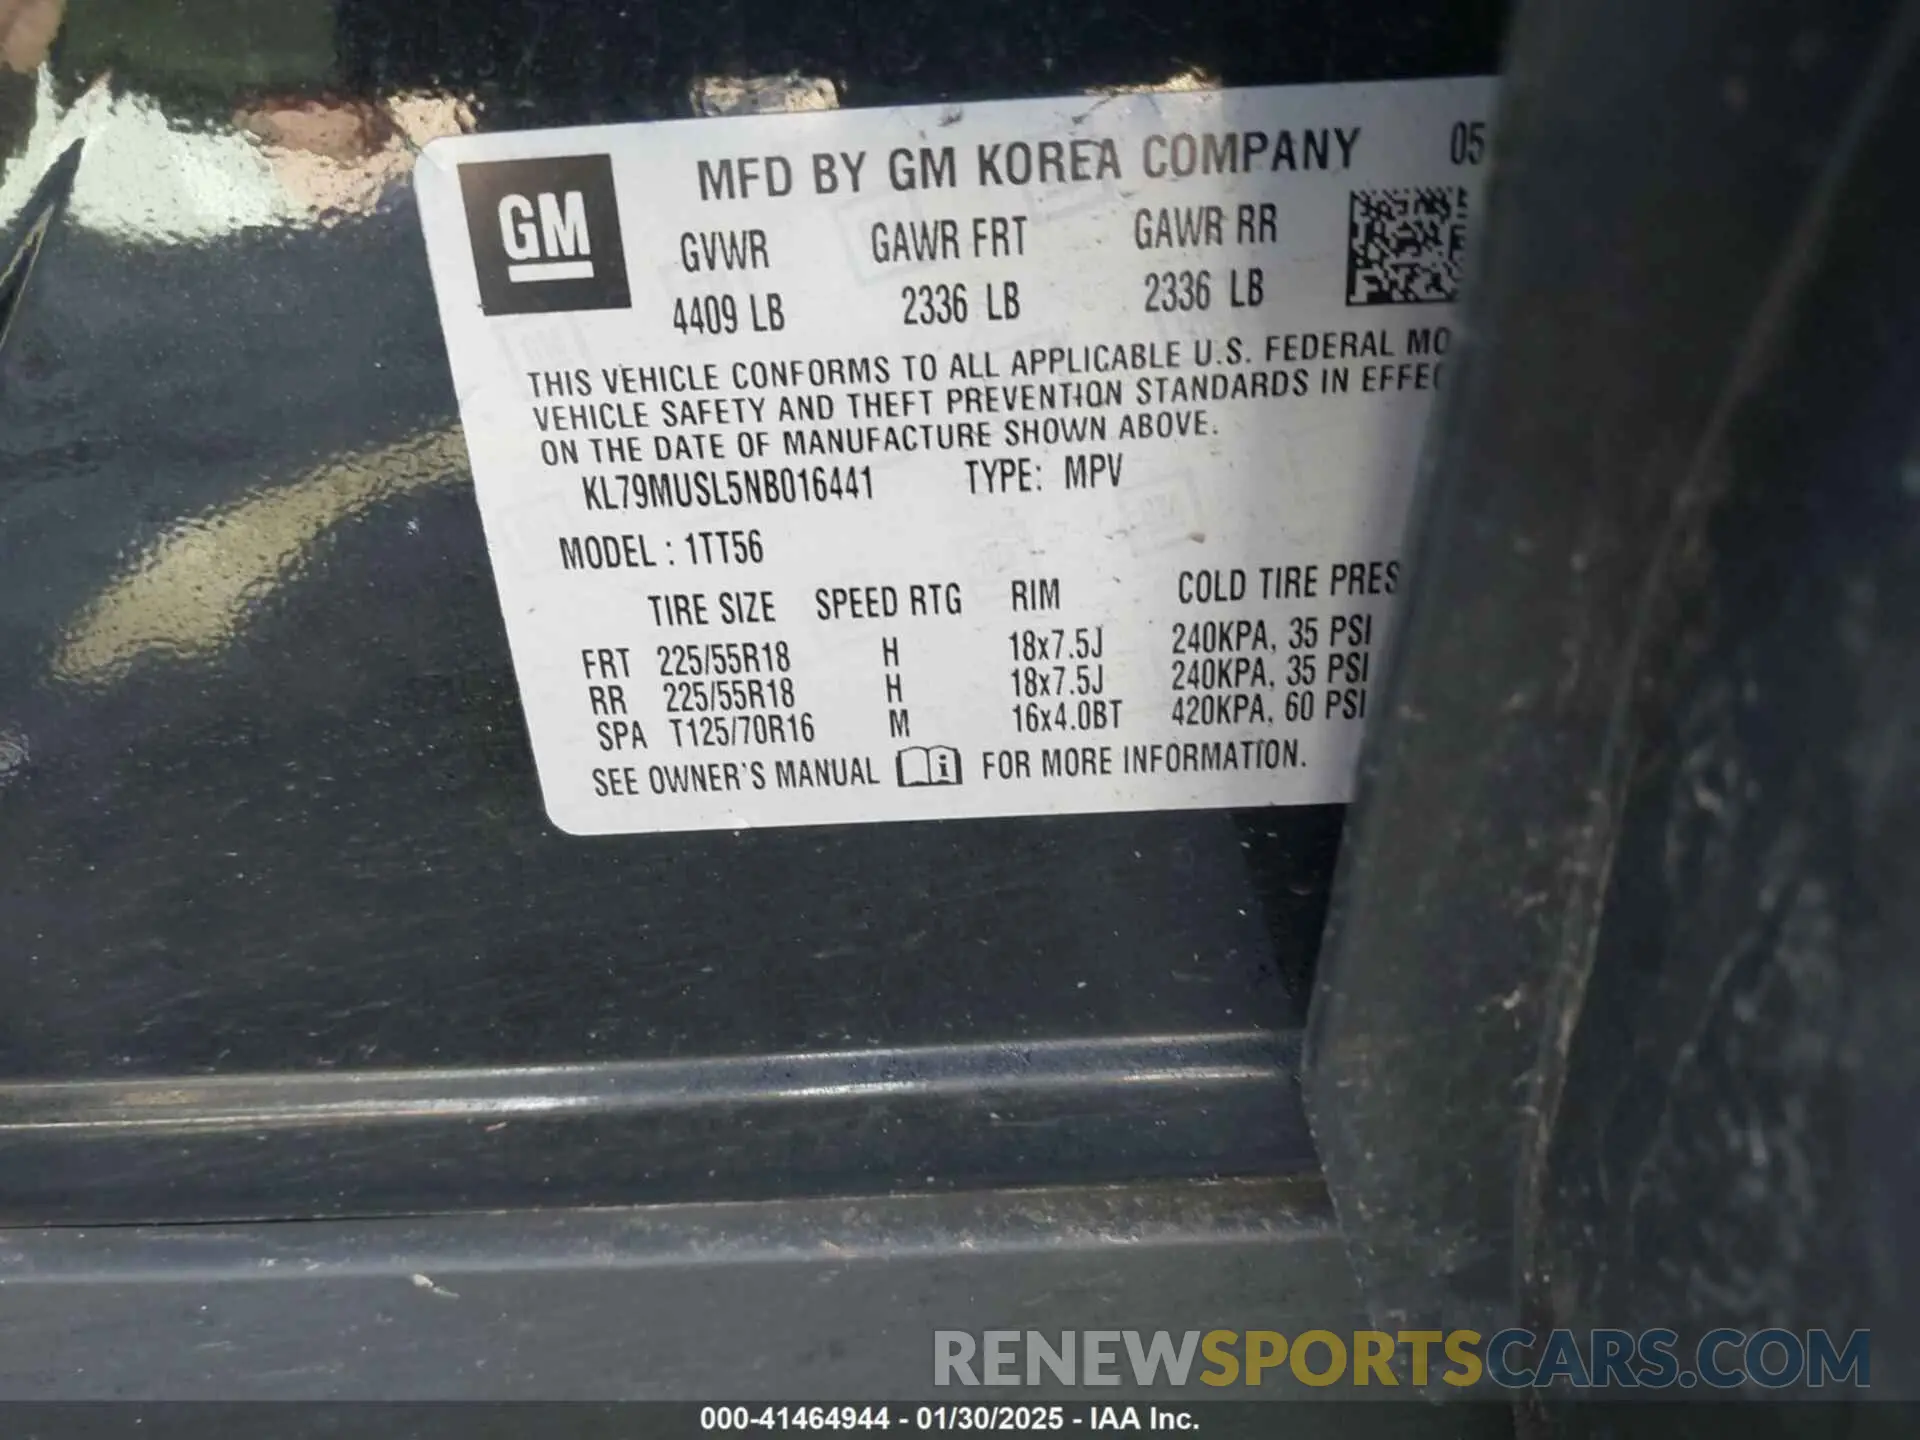 GM
MFD BY GM KOREA COMPANY 05
GVWR GAWR FRT GAWR RR
4409 LB 2336 LB 2336 LB
THIS VEHICLE CONFORMS TO ALL APPLICABLE U.S. FEDERAL MO
VEHICLE SAFETY AND THEFT PREVENTION STANDARDS IN EFFE
ON THE DATE OF MANUFACTURE SHOWN ABOVE.
KL79MUSL5NB016441 TYPE: MPV
MODEL : 1TT56
TIRE SIZE SPEED RTG RIM COLD TIRE PRES
FRT 225/55R18 H 18x7.5J 240KPA, 35 PSI
RR 225/55R18 H 18x7.5J 240KPA, 35 PSI
SPA T125/70R16 M 16x4.0BT 420KPA, 60 PSI
SEE OWNER'S MANUAL i FOR MORE INFORMATION.
RENEWSPORTSCARS.COM
000-41464944 - 01/30/2025 - IAA Inc.